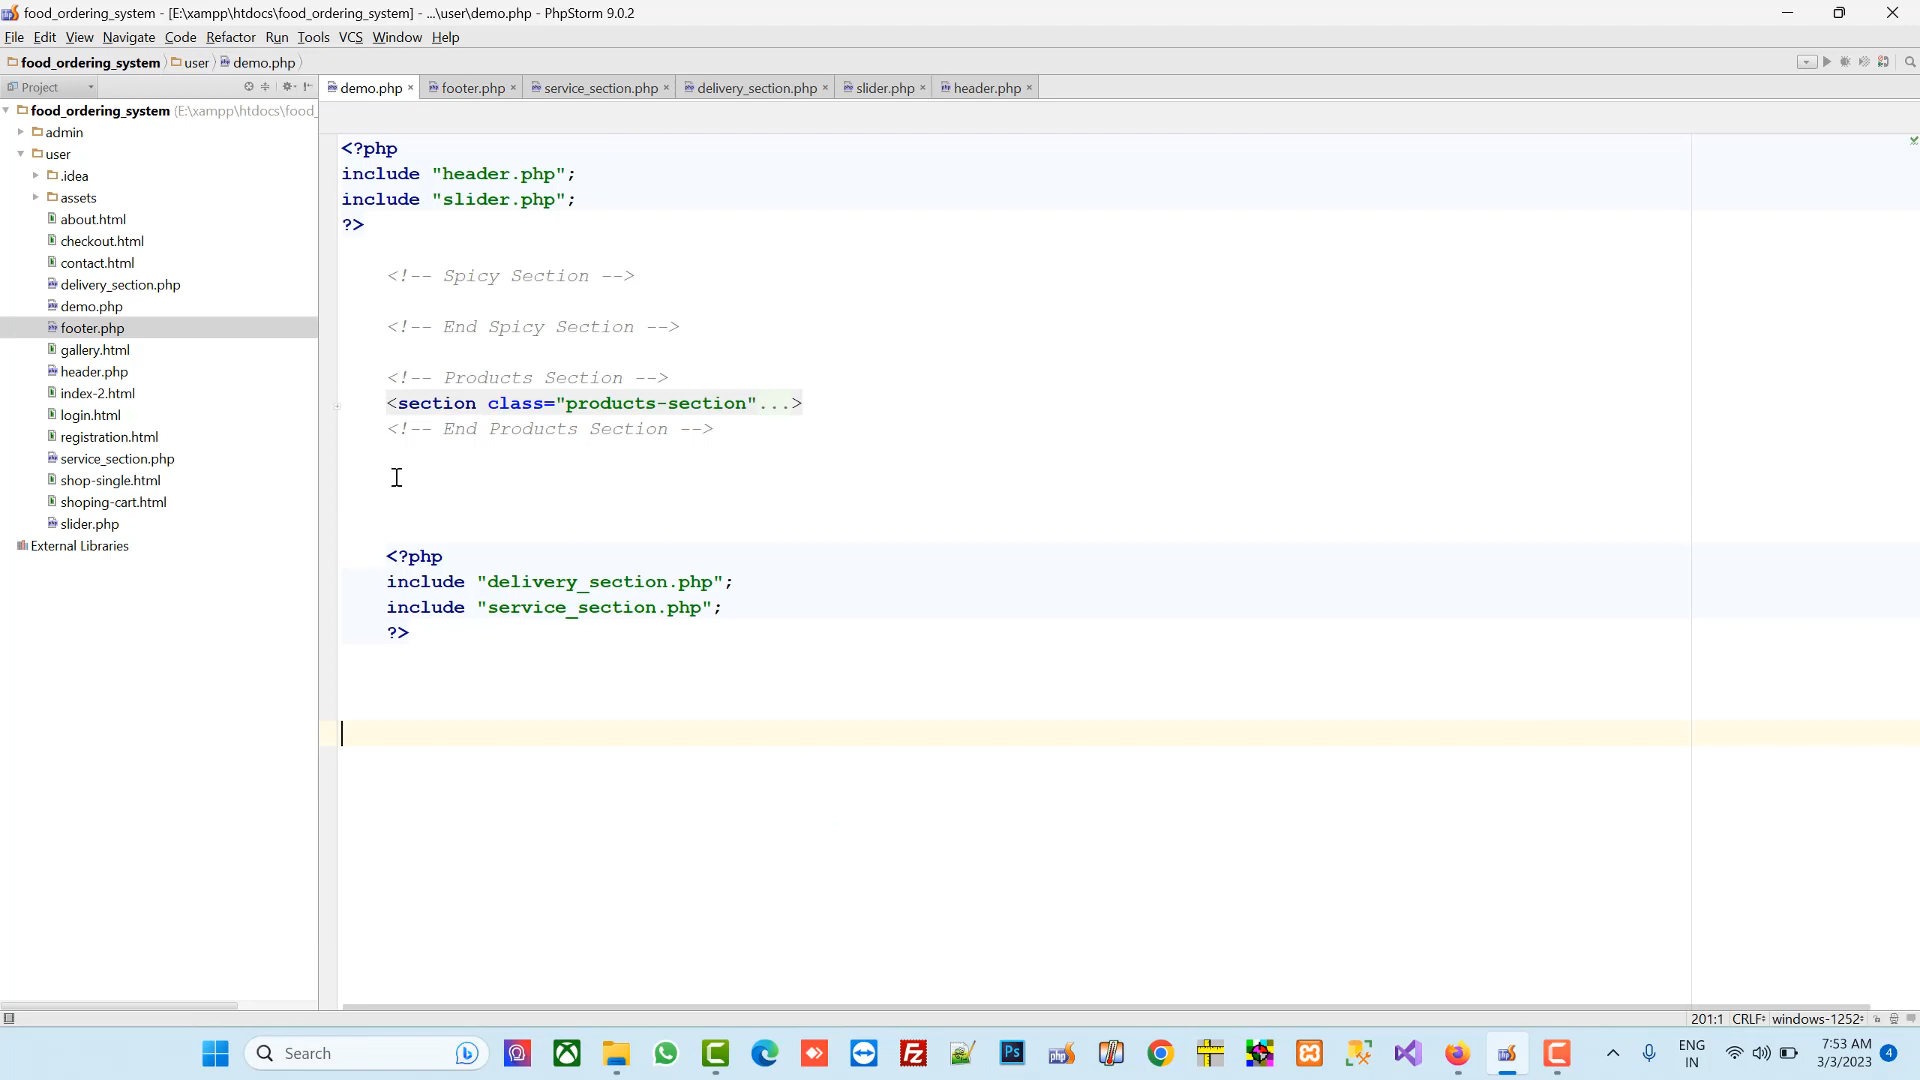 food_ordering_system - [E:\xampp\htdocs\food_ordering_system] - ...\user\demo.php - PhpStorm 9.0.2
File Edit View Navigate Code Refactor Run Tools VCS Window Help
food_ordering_system user demo.php
Project
demo.php footer.php service_section.php delivery_section.php slider.php header.php
food_ordering_system (E:\xampp\htdocs\food_
admin
user
.idea
assets
about.html
checkout.html
contact.html
delivery_section.php
demo.php
footer.php
gallery.html
header.php
index-2.html
login.html
registration.html
service_section.php
shop-single.html
shoping-cart.html
slider.php
External Libraries
<?php
include "header.php";
include "slider.php";
?>
<!-- Spicy Section -->
<!-- End Spicy Section -->
<!-- Products Section -->
<section class="products-section"...>
<!-- End Products Section -->
<?php
include "delivery_section.php";
include "service_section.php";
?>
201:1 CRLF windows-1252
Search
Ps
php
ENG
IN
7:53 AM
3/3/2023
4